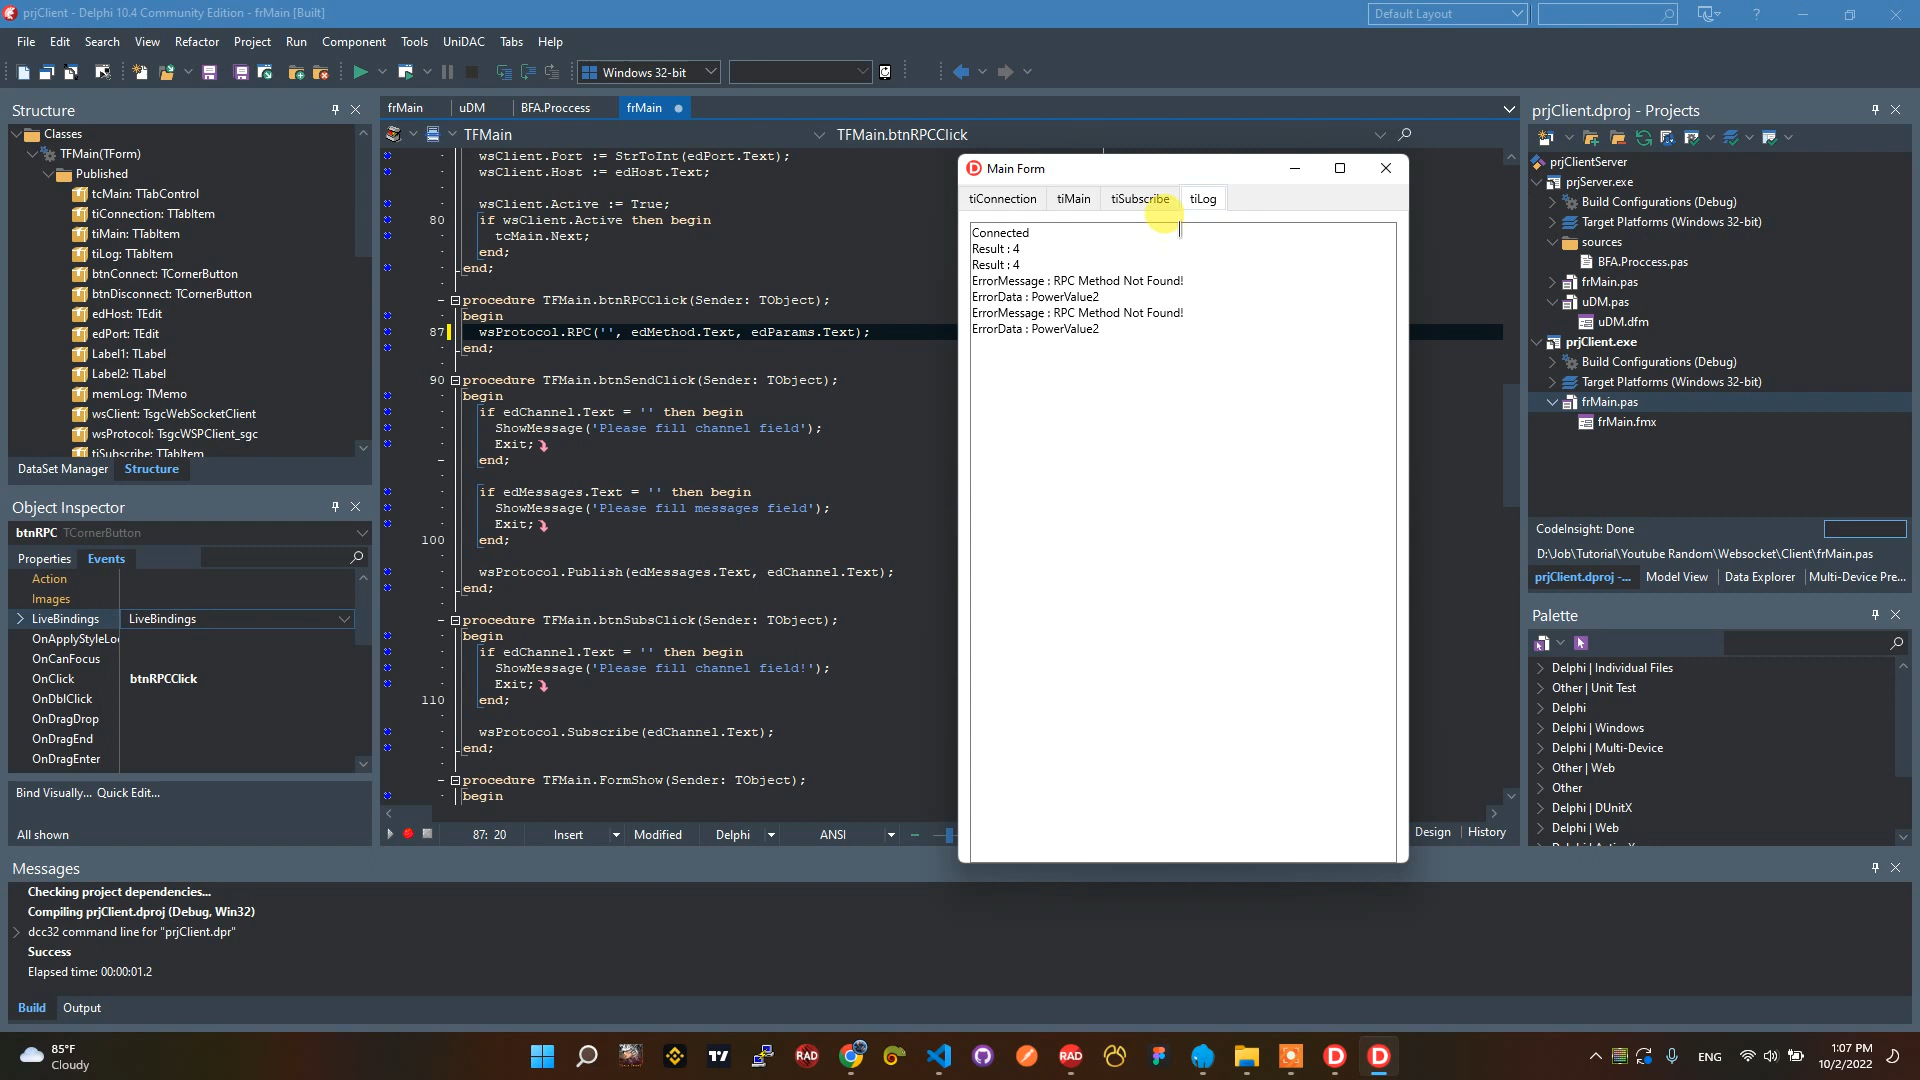 prjClient - Delphi 10.4 Community Edition - frMain [Built]
Default Layout
File Edit Search View Refactor Project Run Component Tools UniDAC Tabs Help
Windows 32-bit
Structure
Classes
TFMain(TForm)
Published
tcMain: TTabControl
tiConnection: TTabItem
tiMain: TTabItem
tiLog: TTabItem
btnConnect: TCornerButton
btnDisconnect: TCornerButton
edHost: TEdit
edPort: TEdit
Label1: TLabel
Label2: TLabel
memLog: TMemo
wsClient: TsgcWebSocketClient
wsProtocol: TsgcWSPClient_sgc
tiSubscribe: TTabItem
DataSet Manager Structure
Object Inspector
btnRPC TCornerButton
Properties Events
Action
Images
LiveBindings LiveBindings
OnApplyStyleLo
OnCanFocus
OnClick btnRPCClick
OnDblClick
OnDragDrop
OnDragEnd
OnDragEnter
Bind Visually... Quick Edit...
All shown
frMain uDM BFA.Proccess frMain
TFMain TFMain.btnRPCClick
wsClient.Port := StrToInt(edPort.Text);
wsClient.Host := edHost.Text;
wsClient.Active := True;
80 if wsClient.Active then begin
tcMain.Next;
end;
end;
procedure TFMain.btnRPCClick(Sender: TObject);
begin
87 wsProtocol.RPC('', edMethod.Text, edParams.Text);
end;
90 procedure TFMain.btnSendClick(Sender: TObject);
begin
if edChannel.Text = '' then begin
ShowMessage('Please fill channel field');
Exit;
end;
if edMessages.Text = '' then begin
ShowMessage('Please fill messages field');
Exit;
100 end;
wsProtocol.Publish(edMessages.Text, edChannel.Text);
end;
procedure TFMain.btnSubsClick(Sender: TObject);
begin
if edChannel.Text = '' then begin
ShowMessage('Please fill channel field!');
Exit;
110 end;
wsProtocol.Subscribe(edChannel.Text);
end;
procedure TFMain.FormShow(Sender: TObject);
begin
87: 20 Insert Modified Delphi ANSI
Design History
Main Form
tiConnection tiMain tiSubscribe tiLog
Connected
Result : 4
Result : 4
ErrorMessage : RPC Method Not Found!
ErrorData : PowerValue2
ErrorMessage : RPC Method Not Found!
ErrorData : PowerValue2
prjClient.dproj - Projects
prjClientServer
prjServer.exe
Build Configurations (Debug)
Target Platforms (Windows 32-bit)
sources
BFA.Proccess.pas
frMain.pas
uDM.pas
uDM.dfm
prjClient.exe
Build Configurations (Debug)
Target Platforms (Windows 32-bit)
frMain.pas
frMain.fmx
CodeInsight: Done
D:\Job\Tutorial\Youtube Random\Websocket\Client\frMain.pas
prjClient.dproj -... Model View Data Explorer Multi-Device Pre...
Palette
Delphi | Individual Files
Other | Unit Test
Delphi
Delphi | Windows
Delphi | Multi-Device
Other | Web
Other
Delphi | DUnitX
Delphi | Web
Messages
Checking project dependencies...
Compiling prjClient.dproj (Debug, Win32)
dcc32 command line for "prjClient.dpr"
Success
Elapsed time: 00:00:01.2
Build Output
85°F
Cloudy
RAD
RAD
ENG
1:07 PM
10/2/2022